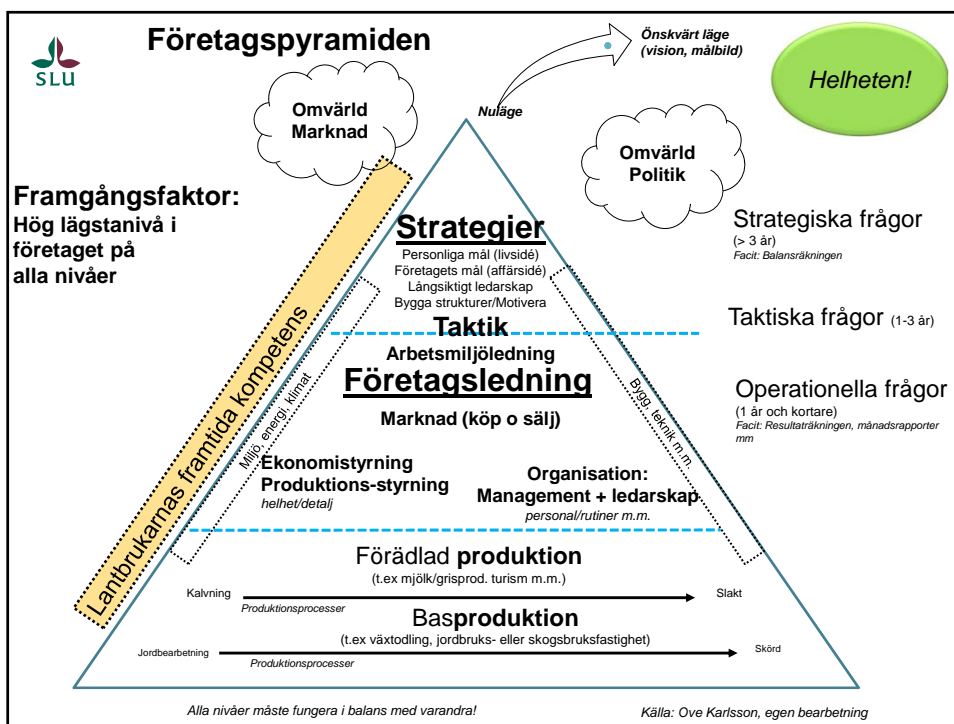 SLU
Företagspyramiden
Önskvärt läge
(vision, målbild)
Helheten!
Nuläge
Omvärld
Marknad
Omvärld
Politik
Framgångsfaktor:
Hög lägstanivå i
företaget på
alla nivåer
Lantbrukarnas framtida kompetens
Strategier
Personliga mål (livsidé)
Företagets mål (affärsidé)
Långsiktigt ledarskap
Bygga strukturer/Motivera
Strategiska frågor
(> 3 år)
Facit: Balansräkningen
Taktik
Taktiska frågor (1-3 år)
Arbetsmiljöledning
Företagsledning
Marknad (köp o sälj)
Operationella frågor
(1 år och kortare)
Facit: Resultaträkningen, månadsrapporter
mm
Miljö, energi, klimat
Bygg, teknik m.m.
Ekonomistyrning
Produktions-styrning
helhet/detalj
Organisation:
Management + ledarskap
personal/rutiner m.m.
Förädlad produktion
(t.ex mjölk/grisprod. turism m.m.)
Kalvning
Slakt
Produktionsprocesser
Basproduktion
(t.ex växtodling, jordbruks- eller skogsbruksfastighet)
Jordbearbetning
Skörd
Produktionsprocesser
Alla nivåer måste fungera i balans med varandra!
Källa: Ove Karlsson, egen bearbetning